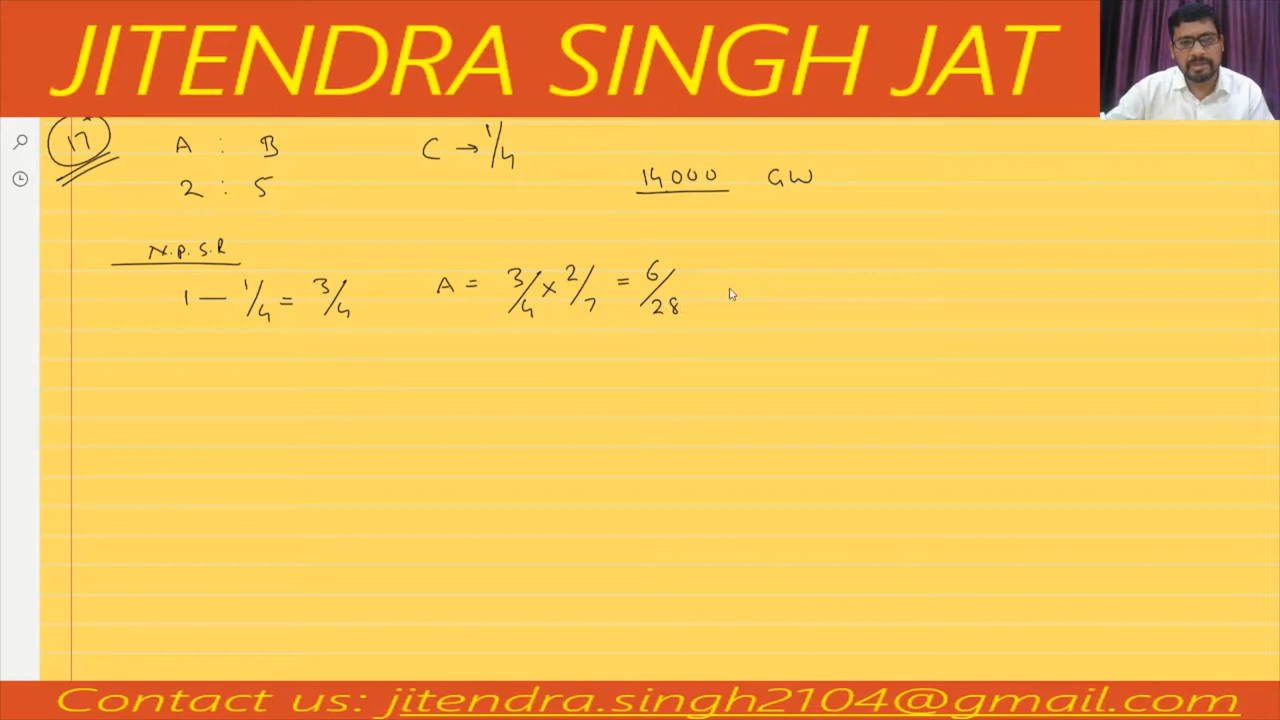 JITENDRA SINGH JAT
17 A : B C → 1/4
2 : 5 14000 GW
N.P.S.R
1 — 1/4 = 3/4 A = 3/4 × 2/7 = 6/28
Contact us: jitendra.singh2104@gmail.com